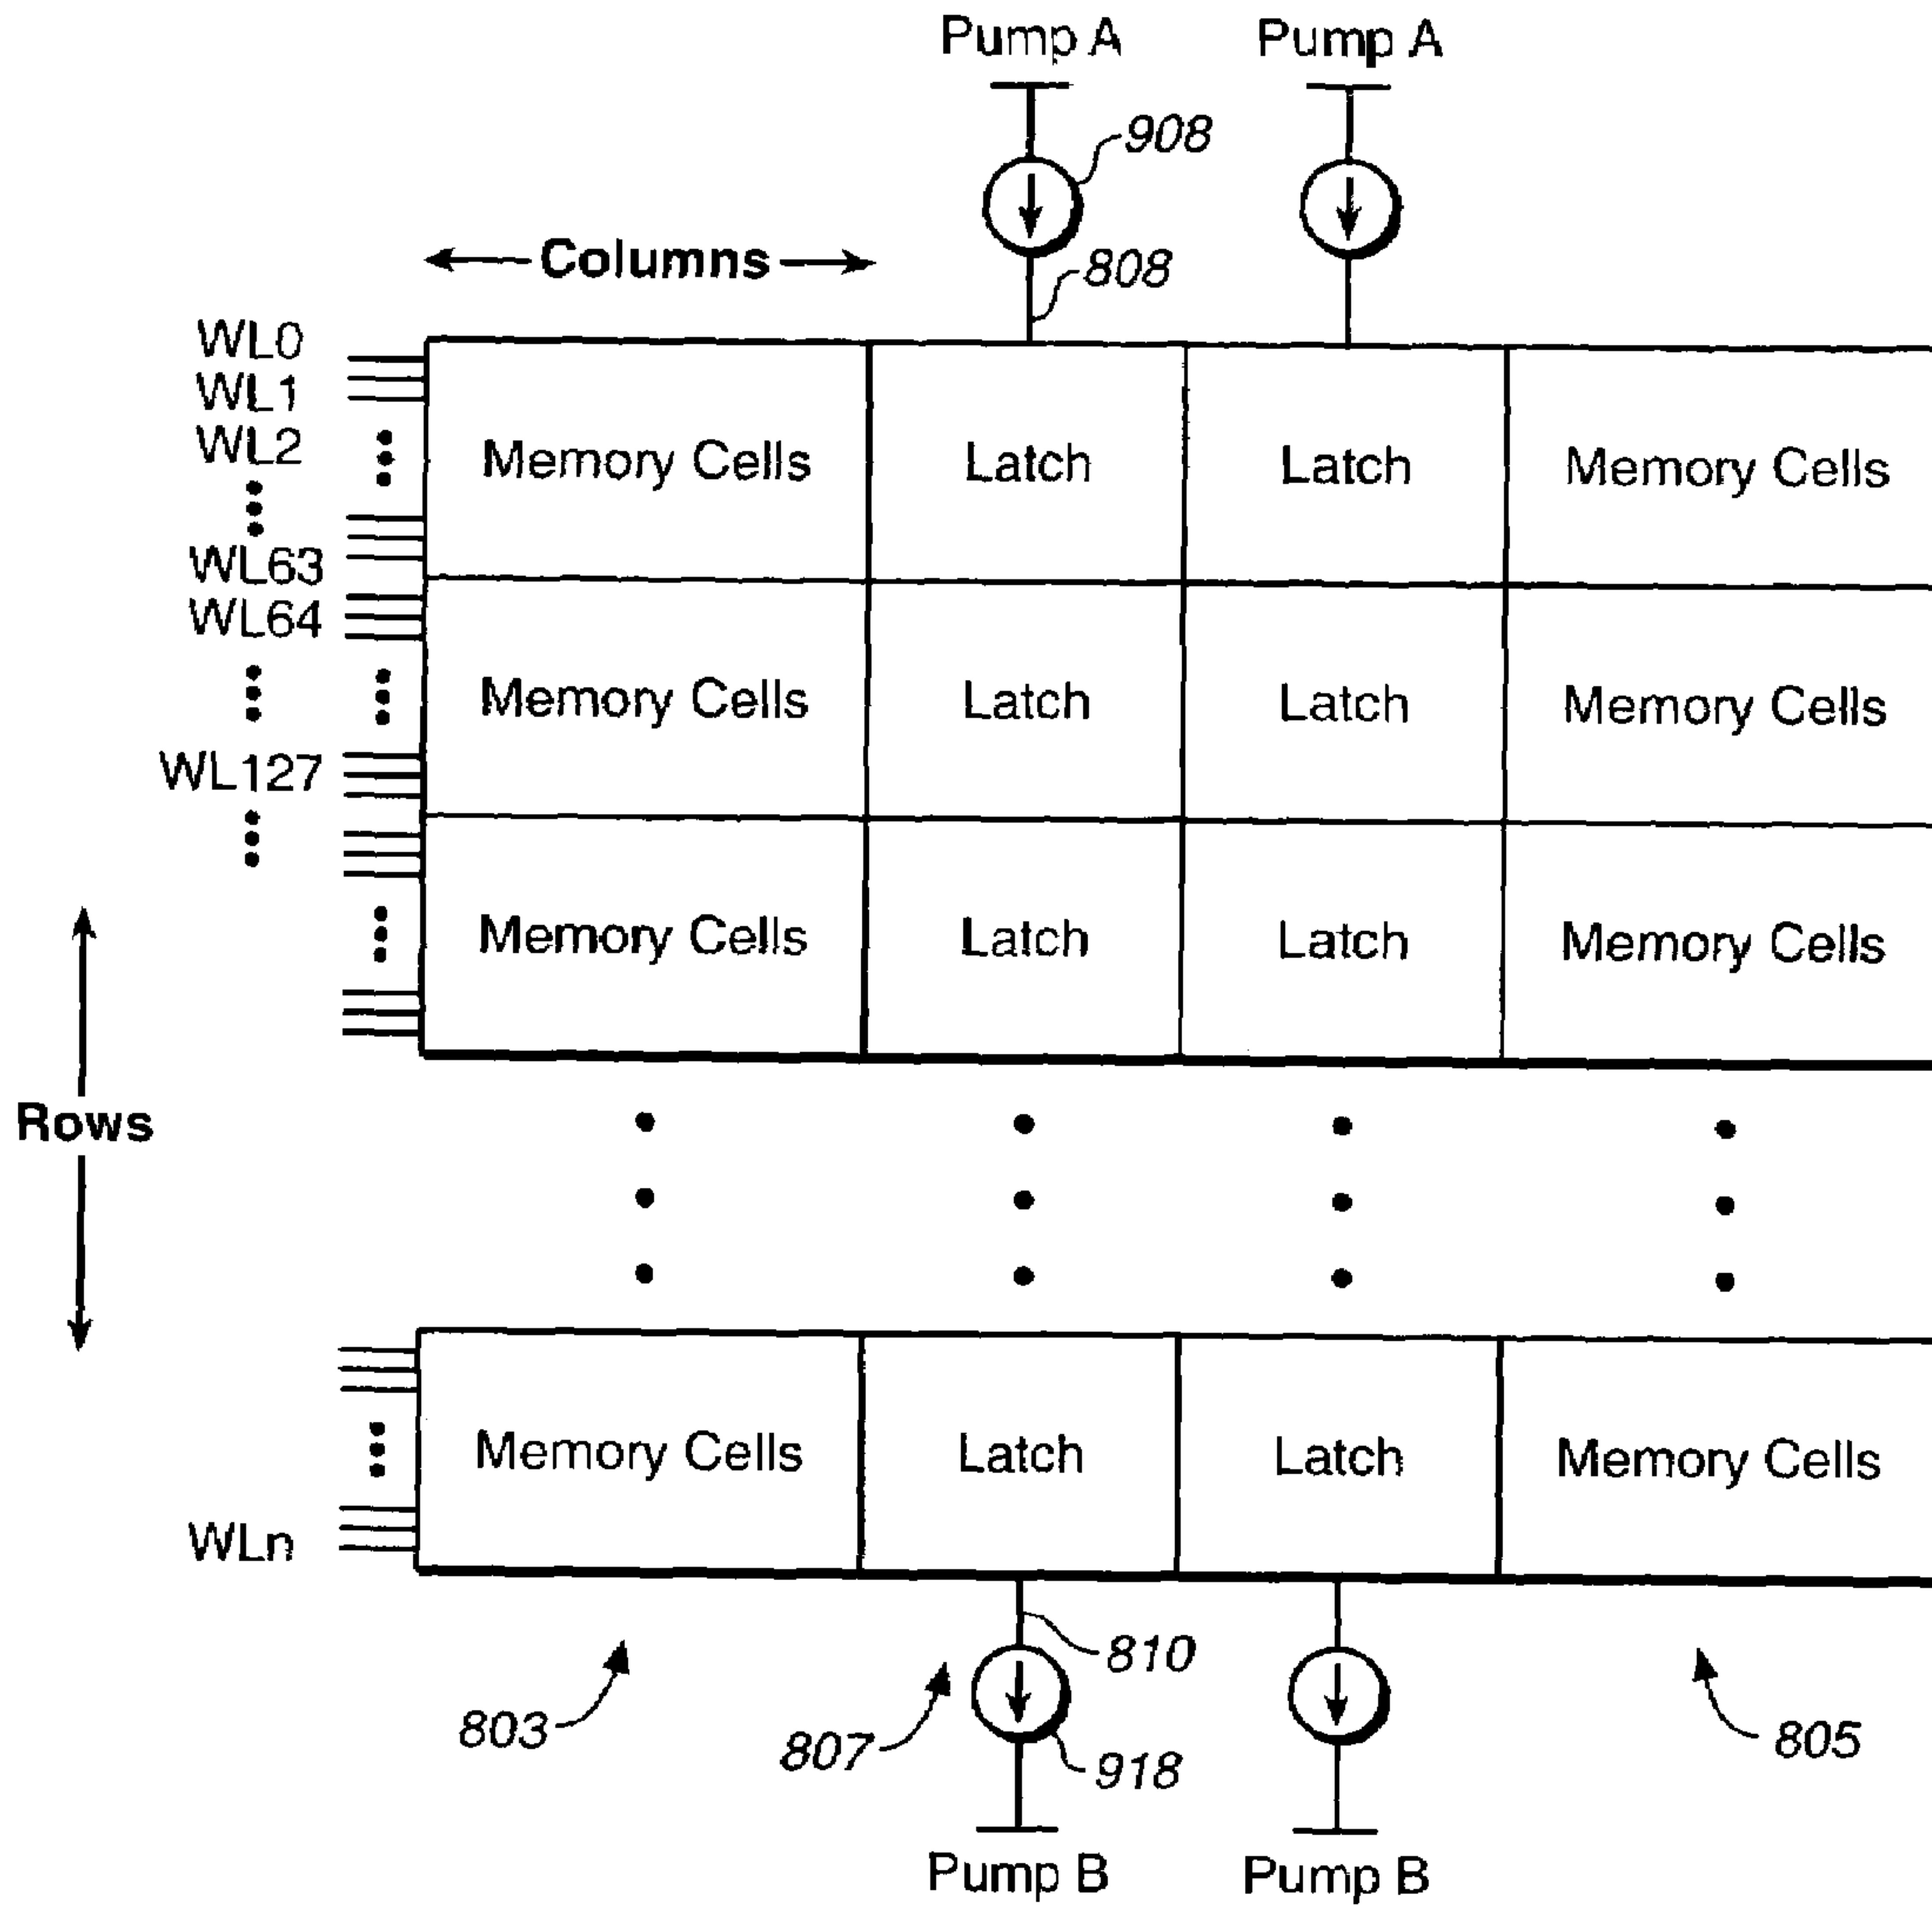 Pump A Pump A
908
Columns
808
WL0
WL1
WL2
Memory Cells Latch Latch Memory Cells
WL63
WL64
Memory Cells Latch Latch Memory Cells
WL127
Memory Cells Latch Latch Memory Cells
Rows
Memory Cells Latch Latch Memory Cells
WLn
810
803 807 918 805
Pump B Pump B